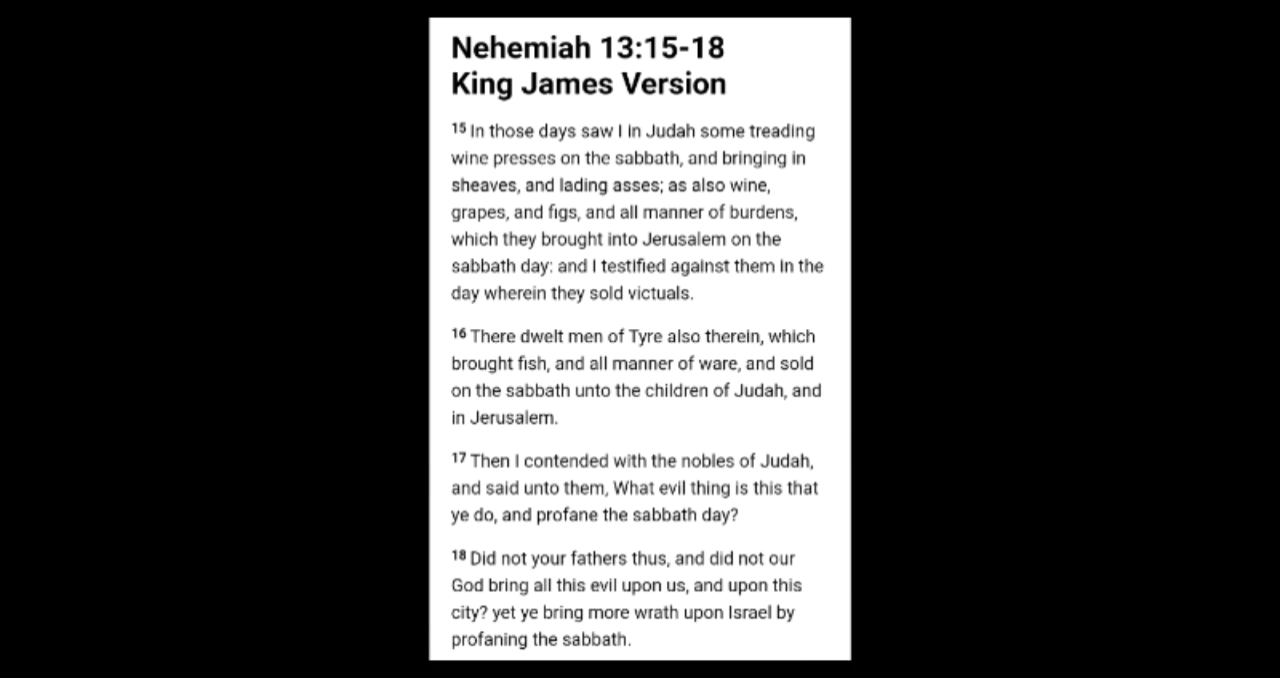 Nehemiah 13:15-18
King James Version
15 In those days saw I in Judah some treading
wine presses on the sabbath, and bringing in
sheaves, and lading asses; as also wine,
grapes, and figs, and all manner of burdens,
which they brought into Jerusalem on the
sabbath day: and I testified against them in the
day wherein they sold victuals.
16 There dwelt men of Tyre also therein, which
brought fish, and all manner of ware, and sold
on the sabbath unto the children of Judah, and
in Jerusalem.
17 Then I contended with the nobles of Judah,
and said unto them, What evil thing is this that
ye do, and profane the sabbath day?
18 Did not your fathers thus, and did not our
God bring all this evil upon us, and upon this
city? yet ye bring more wrath upon Israel by
profaning the sabbath.